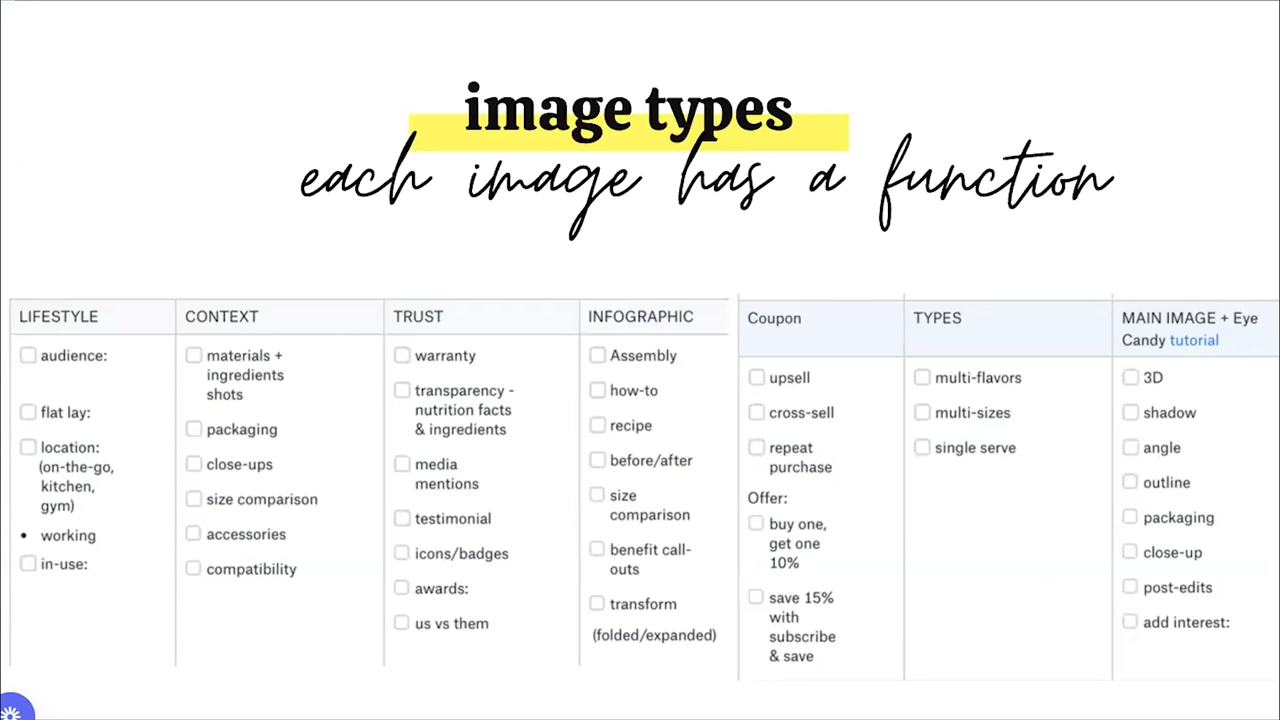 image types
each image has a function
LIFESTYLE
audience:
flat lay:
location:
(on-the-go,
kitchen,
gym)
working
in-use:
CONTEXT
materials +
ingredients
shots
packaging
close-ups
size comparison
accessories
compatibility
TRUST
warranty
transparency -
nutrition facts
& ingredients
media
mentions
testimonial
icons/badges
awards:
us vs them
INFOGRAPHIC
Assembly
how-to
recipe
before/after
size
comparison
benefit call-
outs
transform
(folded/expanded)
Coupon
upsell
cross-sell
repeat
purchase
Offer:
buy one,
get one
10%
save 15%
with
subscribe
& save
TYPES
multi-flavors
multi-sizes
single serve
MAIN IMAGE + Eye
Candy tutorial
3D
shadow
angle
outline
packaging
close-up
post-edits
add interest: